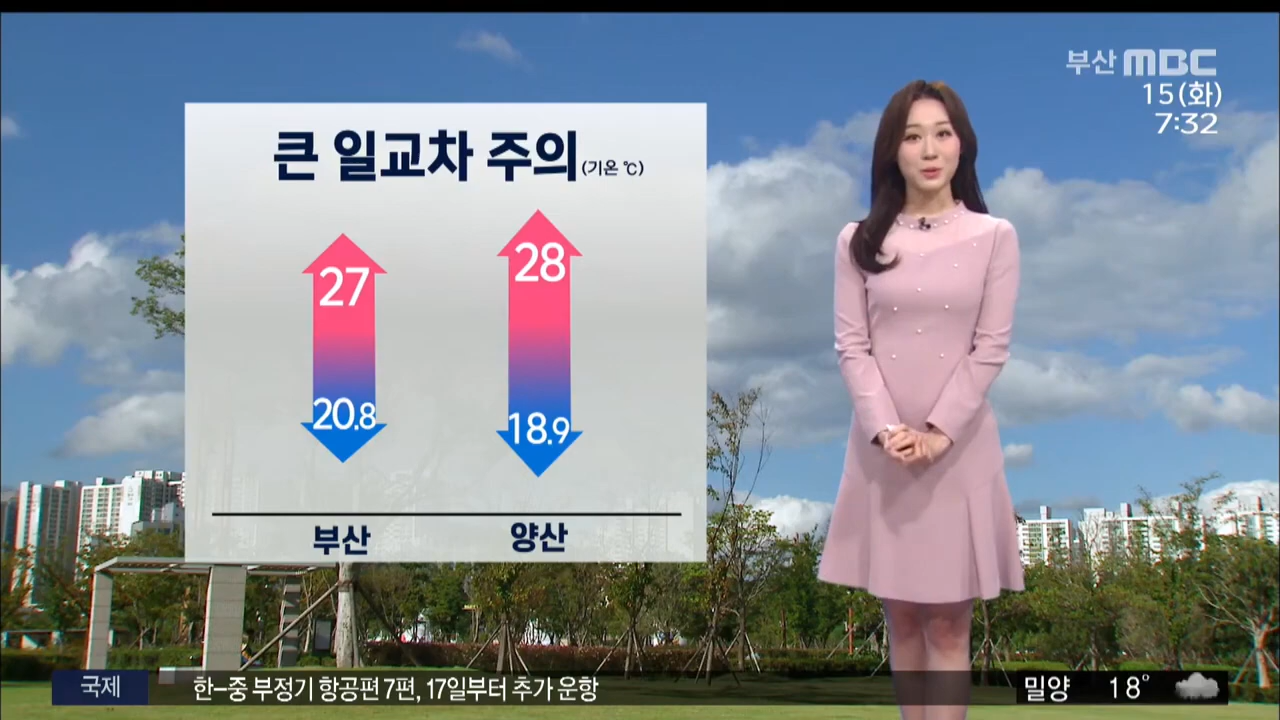 부산 MBC
15(화)
7:32
큰 일교차 주의(기온 ℃)
27
28
20.8
18.9
부산
양산
국제 한-중 부정기 항공편 7편, 17일부터 추가 운항
밀양 18°